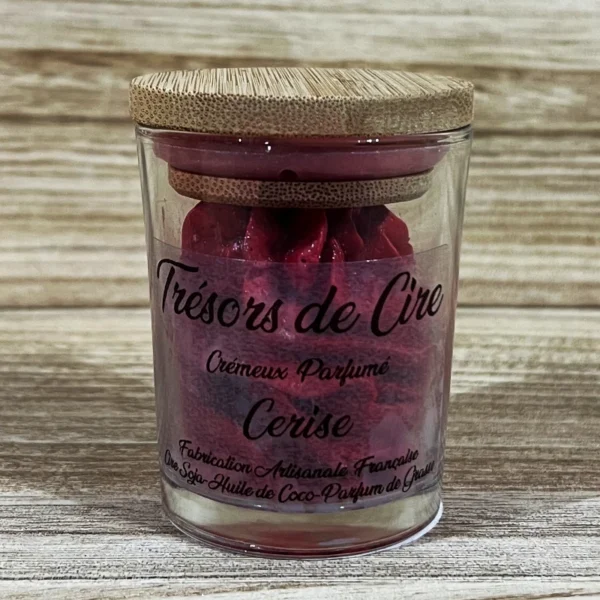 Trésors de Cire
Crémeux Parfumé
Cerise
Fabrication Artisanale Française
Cire Soja-Huile de Coco-Parfum de Grasse